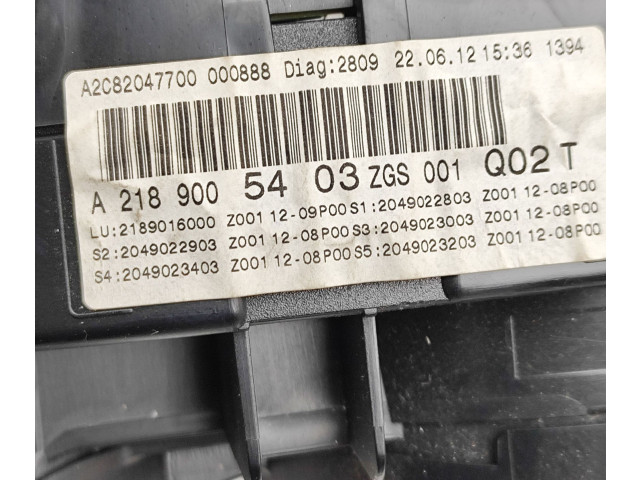 A2C82047700 000888 Diag:2809 22.06.12 15:36 1394
A 218 900 54 03 ZGS 001 Q02 T
LU:2189016000 Z001 12-09P00 S1:2049022803 Z001 12-08P00
S2:2049022903 Z001 12-08P00 S3:2049023003 Z001 12-08P00
S4:2049023403 Z001 12-08P00 S5:2049023203 Z001 12-08P00